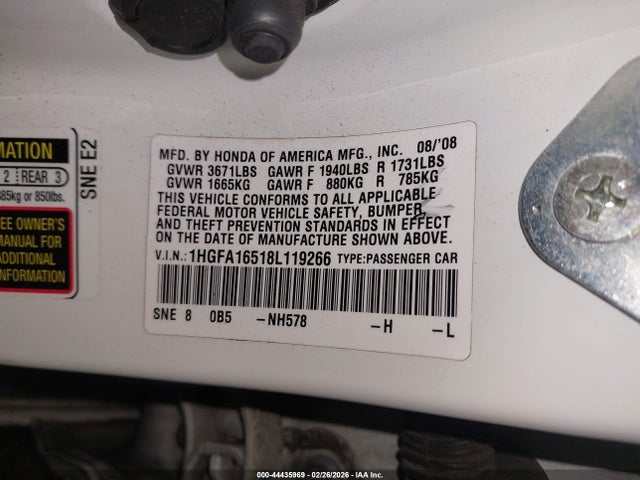 MATION
2 REAR 3
85kg or 850lbs.
EE OWNER'S
MANUAL FOR
ADDITIONAL
INFORMATION
SNE E2
MFD. BY HONDA OF AMERICA MFG., INC. 08/'08
GVWR 3671LBS GAWR F 1940LBS R 1731LBS
GVWR 1665KG GAWR F 880KG R 785KG
THIS VEHICLE CONFORMS TO ALL APPLICABLE
FEDERAL MOTOR VEHICLE SAFETY, BUMPER,
AND THEFT PREVENTION STANDARDS IN EFFECT
ON THE DATE OF MANUFACTURE SHOWN ABOVE.
V.I.N.: 1HGFA16518L119266 TYPE:PASSENGER CAR
SNE 8 0B5 -NH578 -H -L
000-44435969 | 02/26/2026 - IAA Inc.